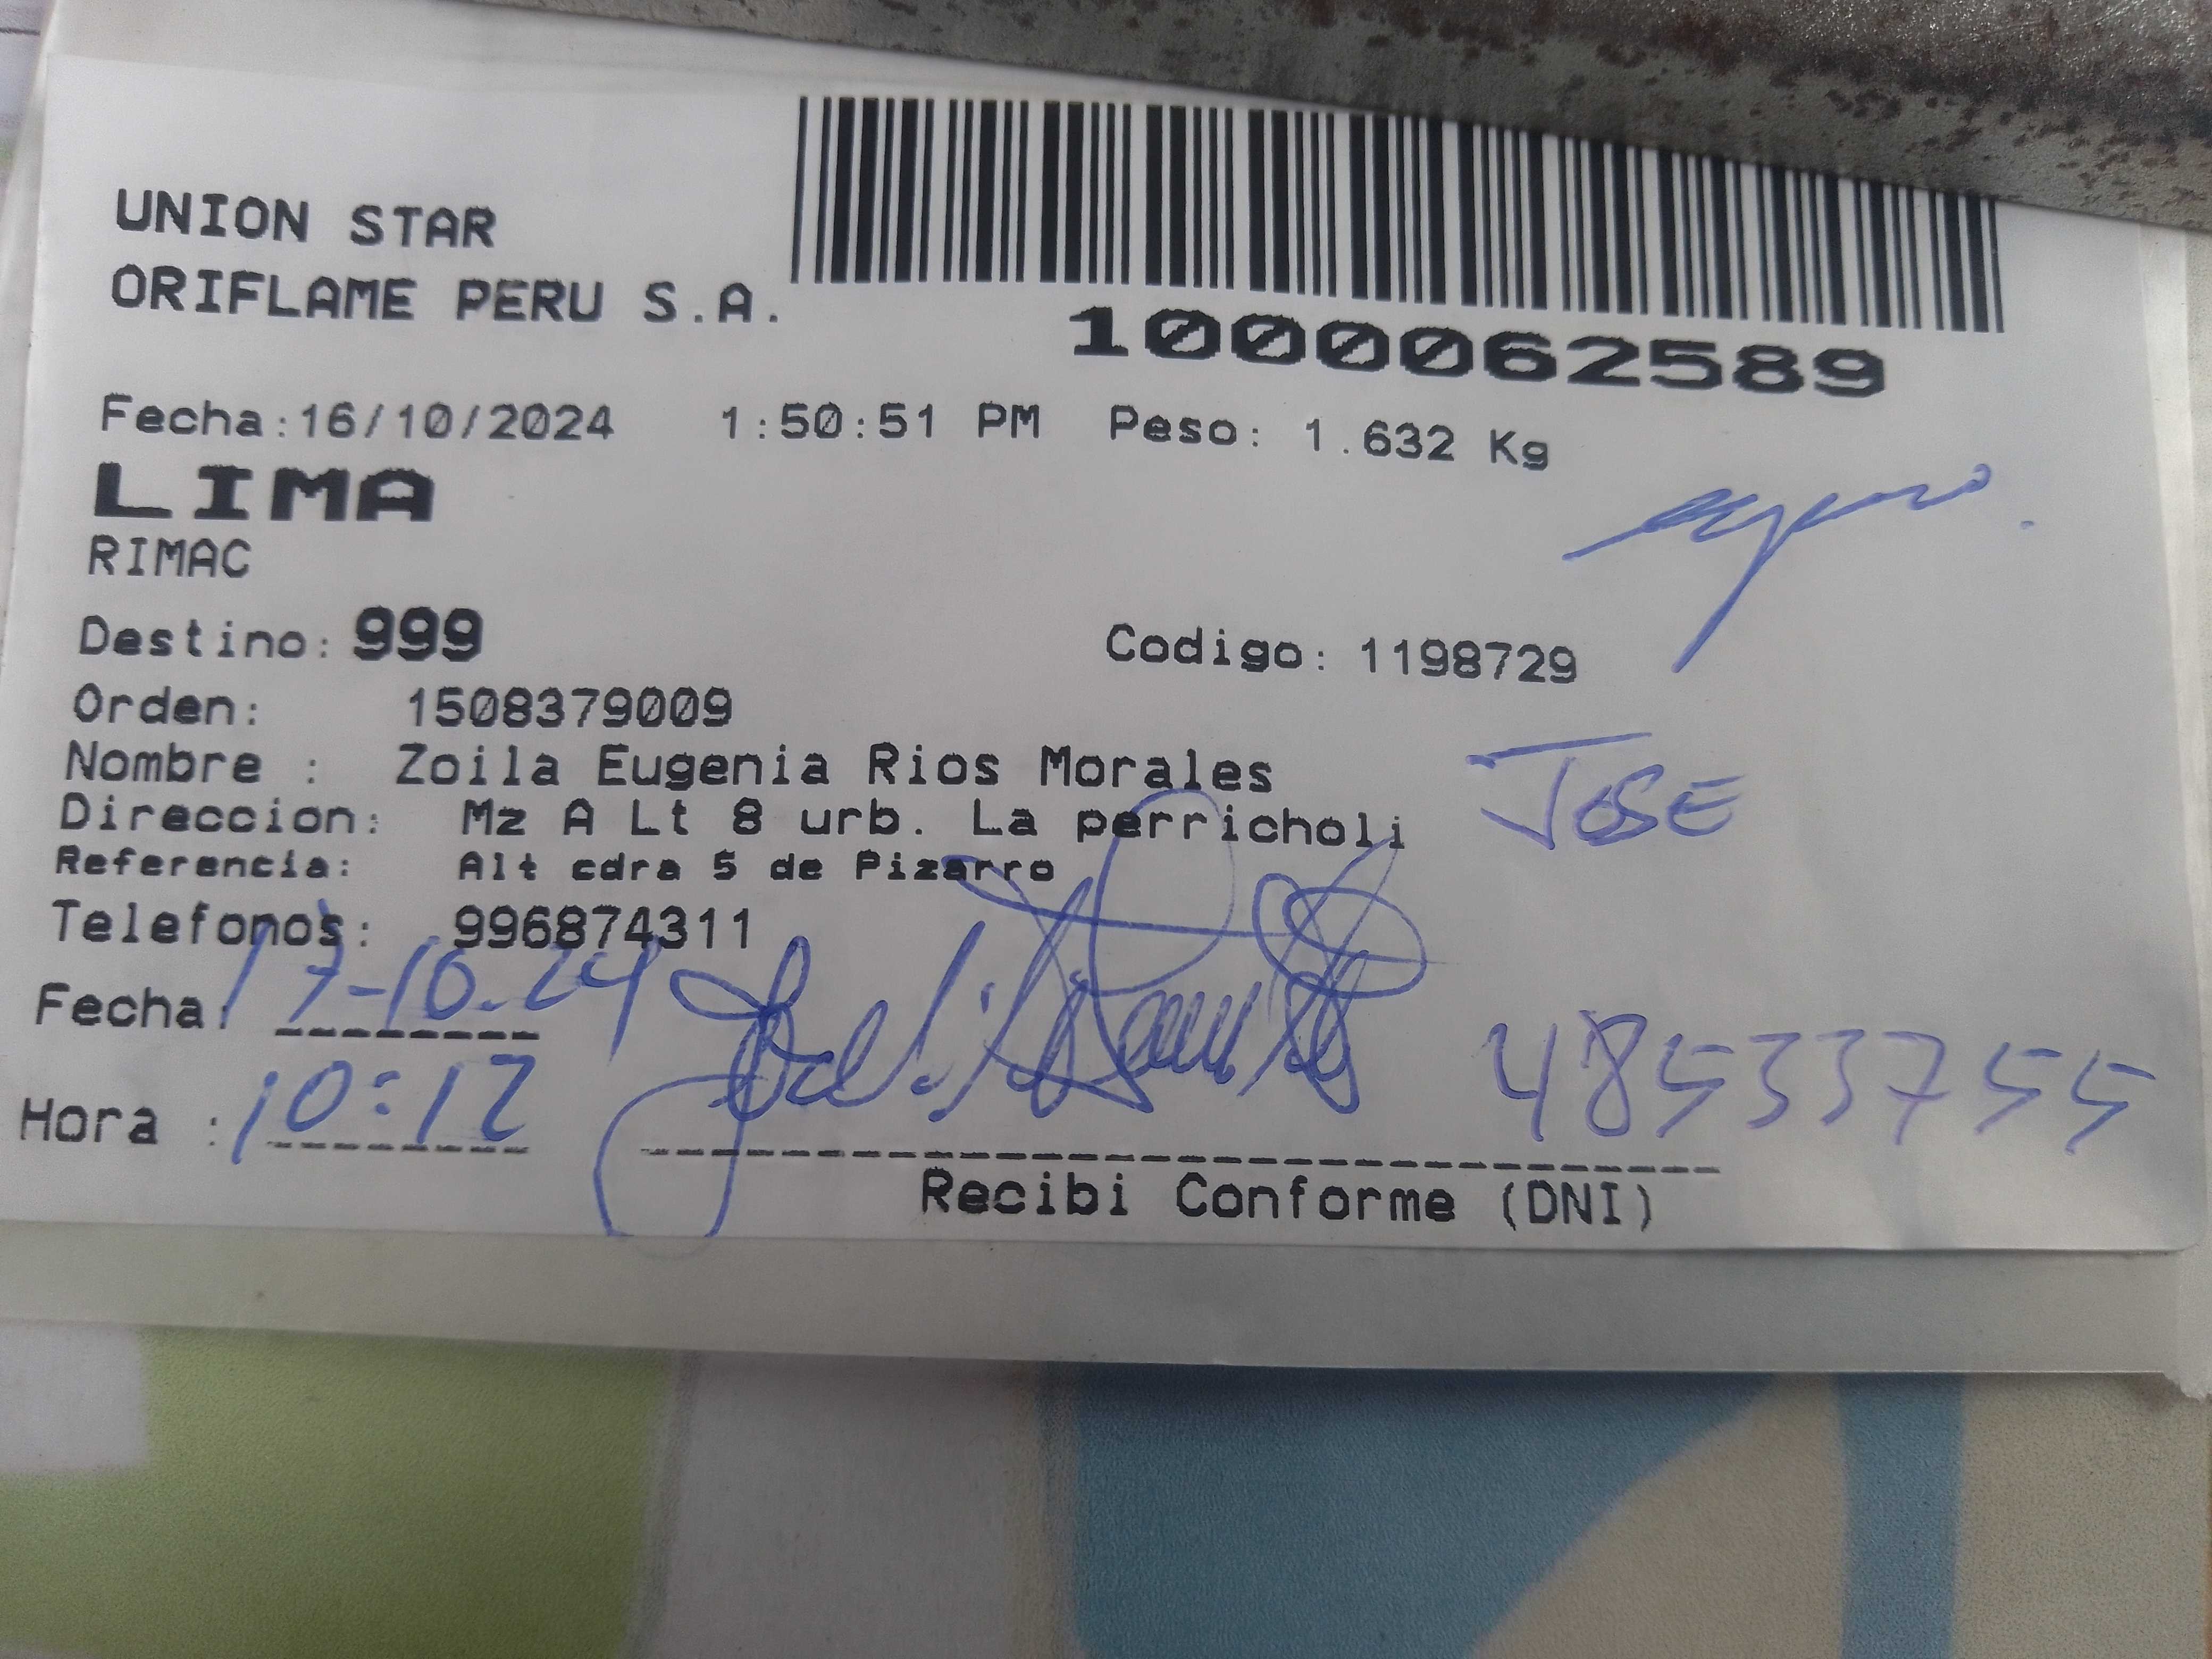 UNION STAR
ORIFLAME PERU S.A.
1000062589
Fecha:16/10/2024 1:50:51 PM Peso: 1.632 Kg
LIMA
RIMAC
Destino: 999 Codigo: 1198729
Orden: 1508379009
Nombre : Zoila Eugenia Rios Morales
JOSE
Direccion: Mz A Lt 8 urb. La perricholi
Referencia: Alt cdra 5 de Pizarro
Telefonos: 996874311
Fecha: 17-10.24
48533755
Hora : 10:12
Recibi Conforme (DNI)